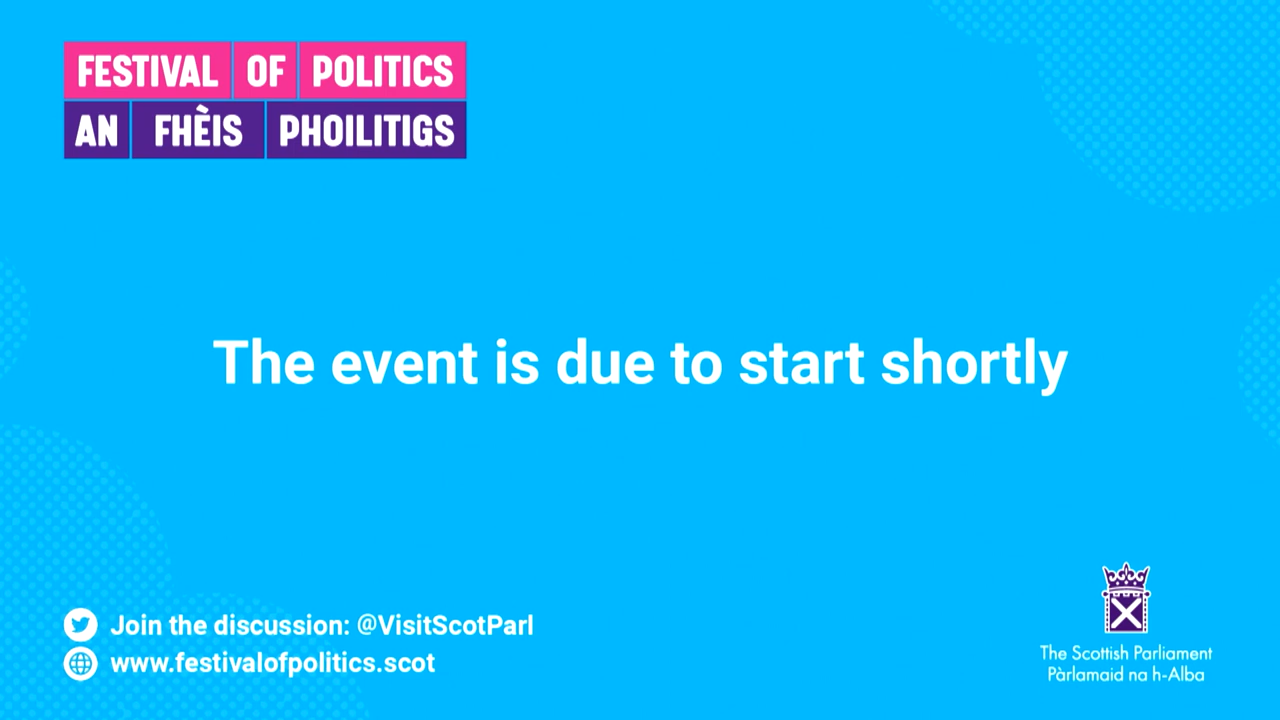 FESTIVAL OF POLITICS
AN FHÈIS PHOILITIGS
The event is due to start shortly
Join the discussion: @VisitScotParl
www.festivalofpolitics.scot
The Scottish Parliament
Pàrlamaid na h-Alba